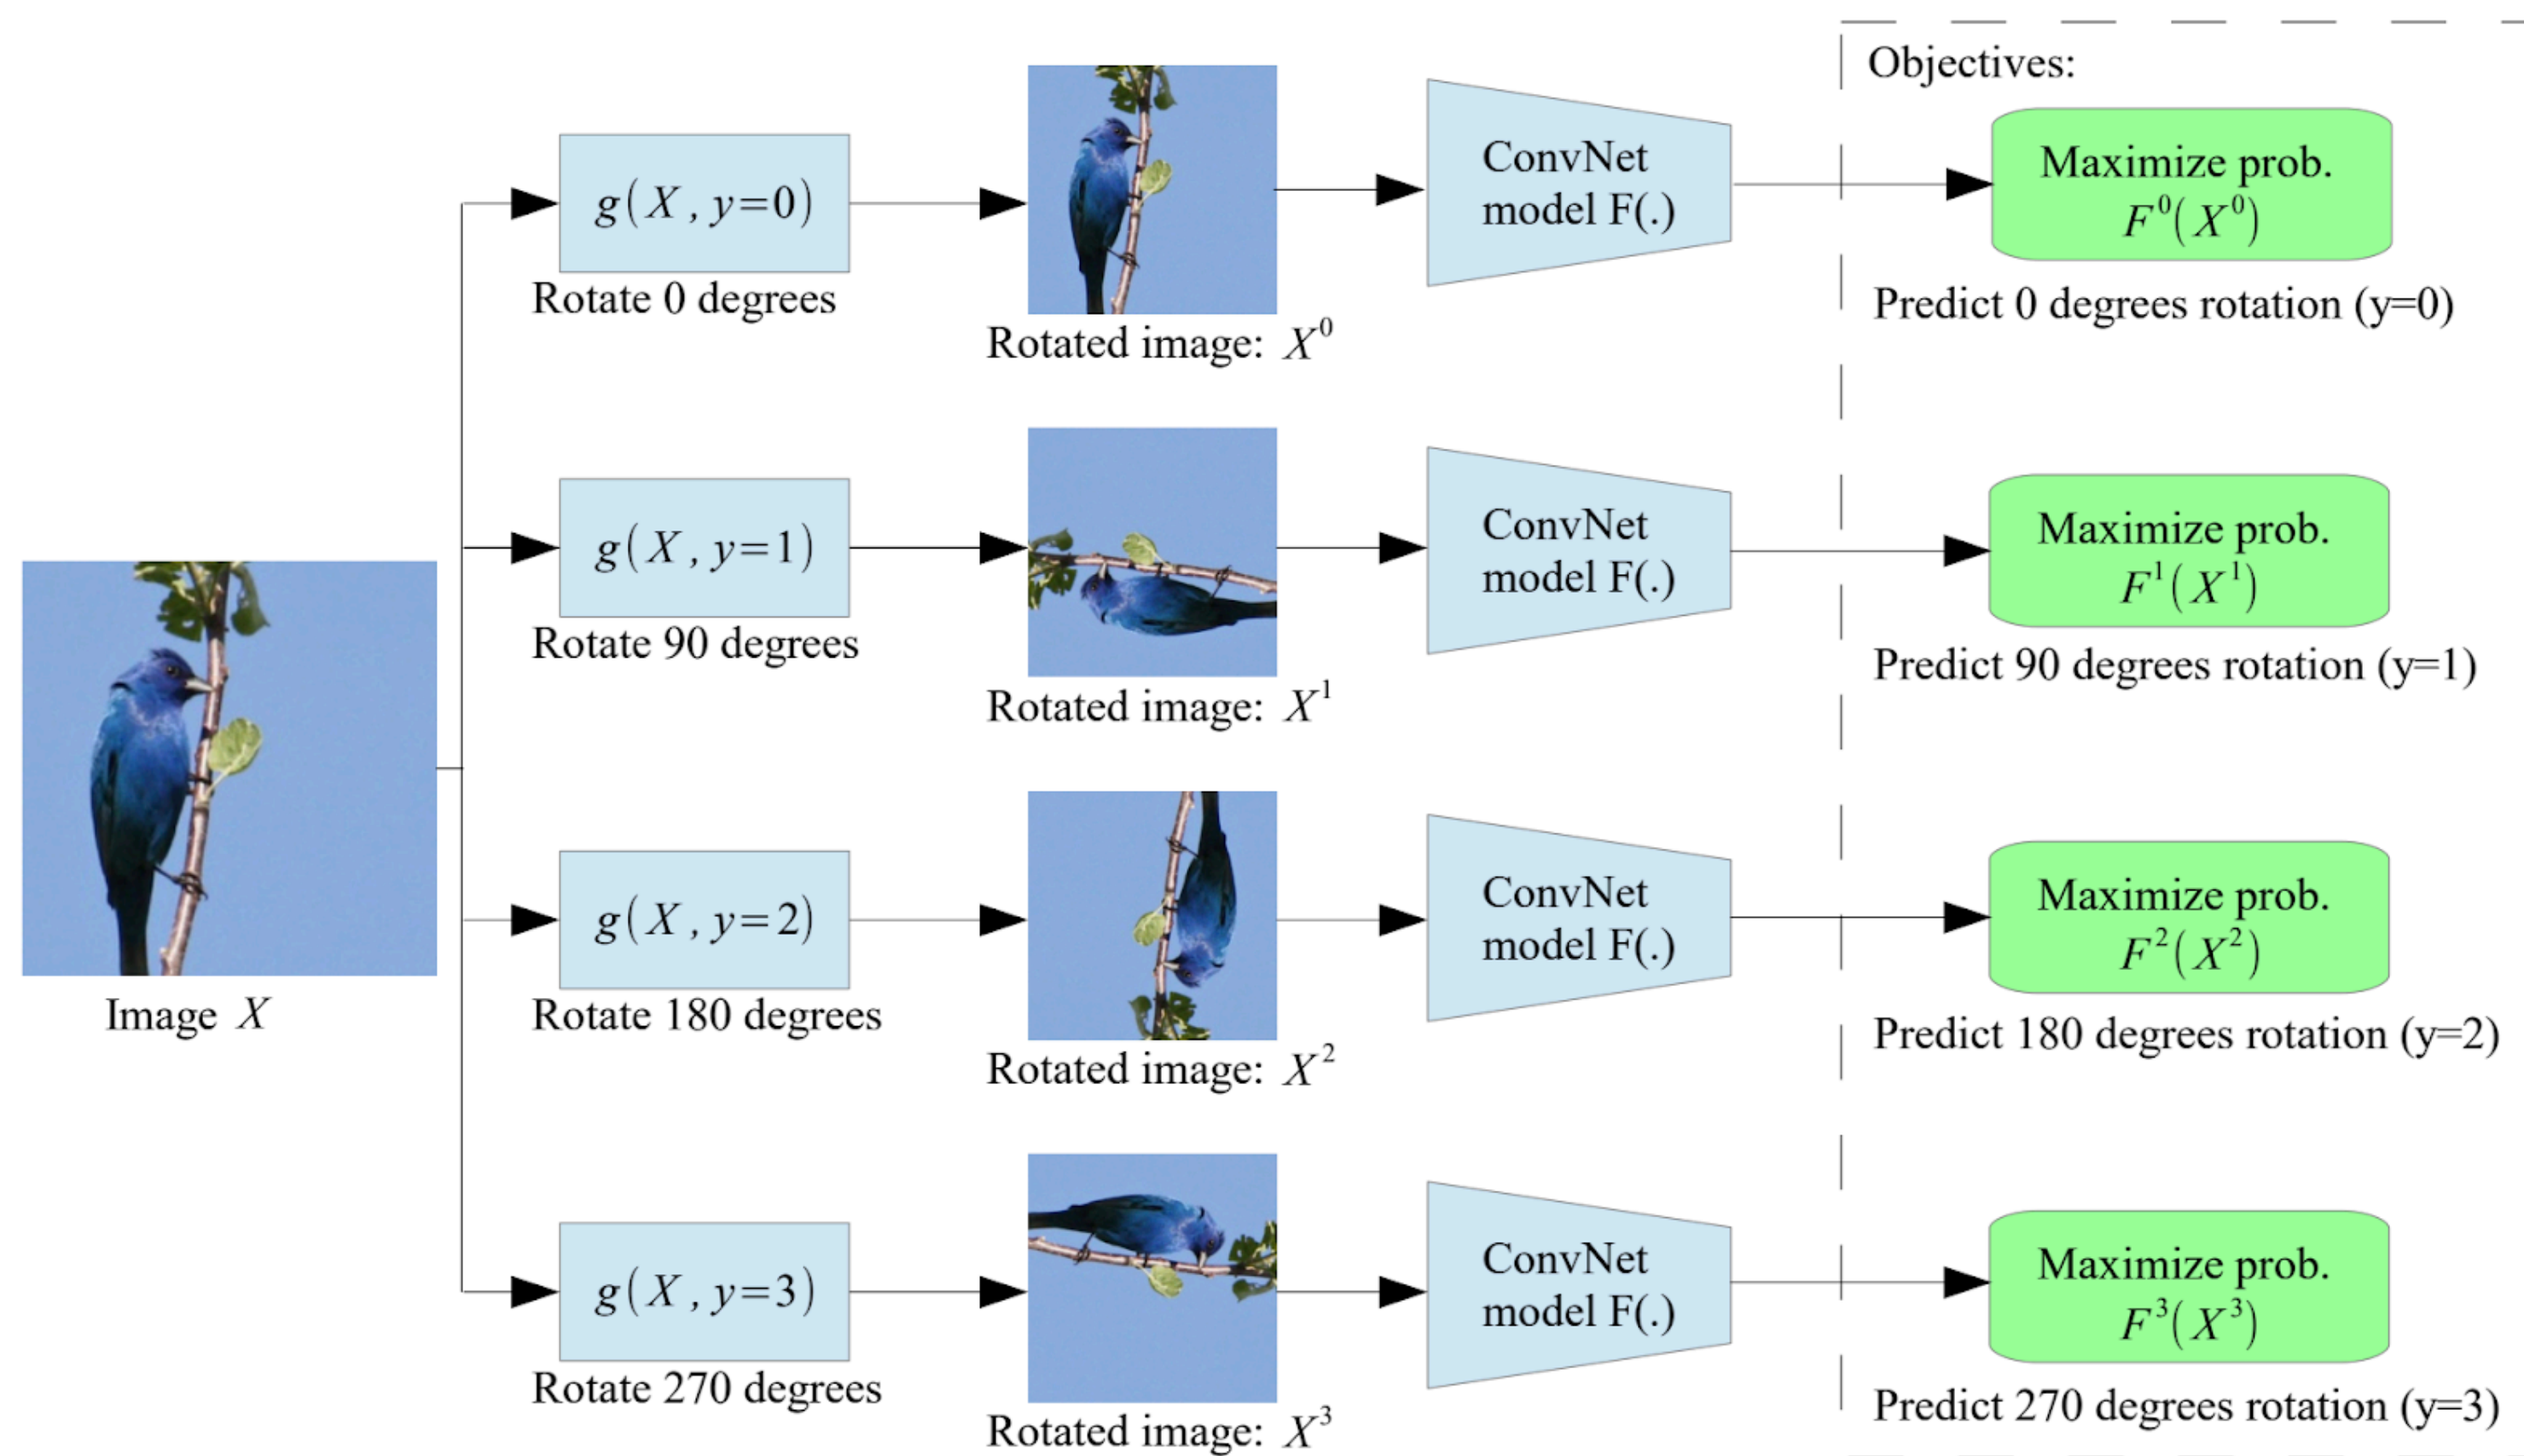 Objectives:
g(X, y=0)
Rotate 0 degrees
Rotated image: X⁰
ConvNet
model F(.)
Maximize prob.
F⁰(X⁰)
Predict 0 degrees rotation (y=0)
g(X, y=1)
Rotate 90 degrees
Rotated image: X¹
ConvNet
model F(.)
Maximize prob.
F¹(X¹)
Predict 90 degrees rotation (y=1)
Image X
g(X, y=2)
Rotate 180 degrees
Rotated image: X²
ConvNet
model F(.)
Maximize prob.
F²(X²)
Predict 180 degrees rotation (y=2)
g(X, y=3)
Rotate 270 degrees
Rotated image: X³
ConvNet
model F(.)
Maximize prob.
F³(X³)
Predict 270 degrees rotation (y=3)